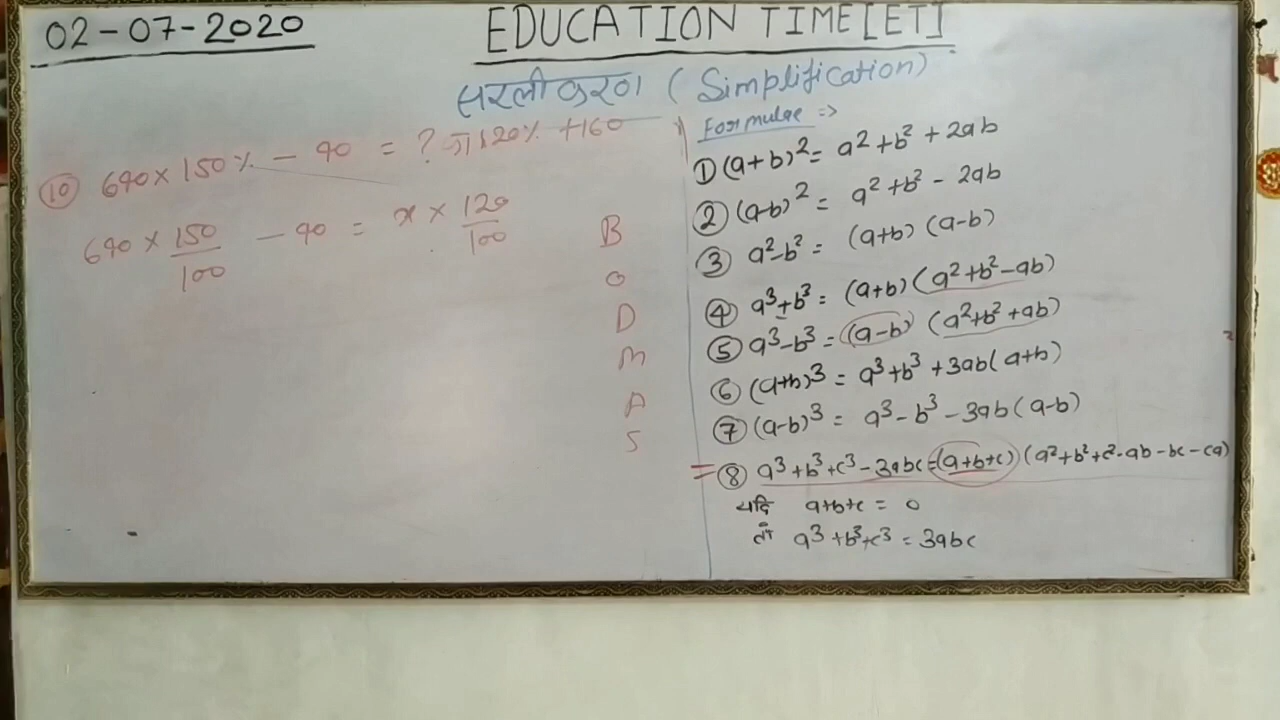 02-07-2020
EDUCATION TIME[ET]
सरलीकरण (Simplification)
⑩ 690×150% - 90 = ? का 120% +160
690 × 150/100 - 90 = x × 120/100
B
O
D
M
A
S
Formulae =>
① (a+b)² = a²+b²+2ab
② (a-b)² = a²+b²-2ab
③ a²-b² = (a+b) (a-b)
④ a³+b³ = (a+b) (a²+b²-ab)
⑤ a³-b³ = (a-b) (a²+b²+ab)
⑥ (a+b)³ = a³+b³+3ab(a+b)
⑦ (a-b)³ = a³-b³-3ab(a-b)
= ⑧ a³+b³+c³-3abc=(a+b+c) (a²+b²+c²-ab-bc-ca)
यदि a+b+c = 0
तो a³+b³+c³ = 3abc